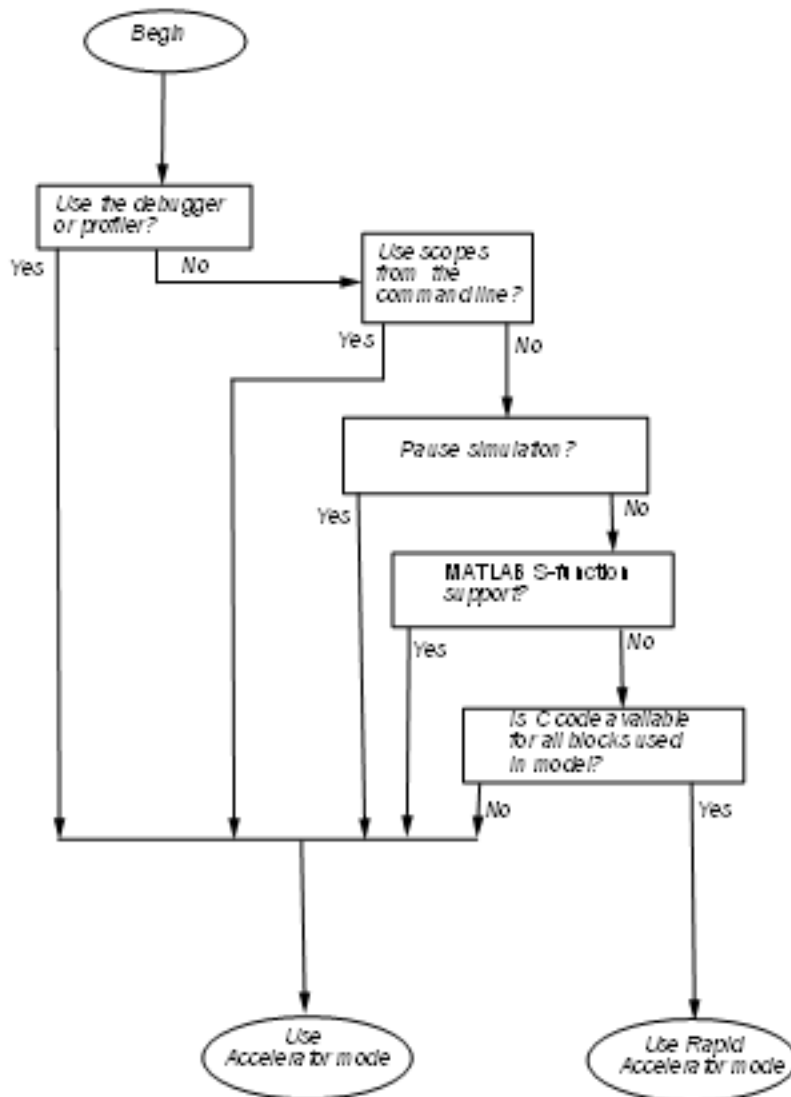 Begin
Use the debugger
or profiler?
Yes
No
Use scopes
from the
command line?
Yes
No
Pause simulation?
Yes
No
MATLAB S-function
support?
Yes
No
Is C code available
for all blocks used
in model?
No
Yes
Use
Accelerator mode
Use Rapid
Accelerator mode